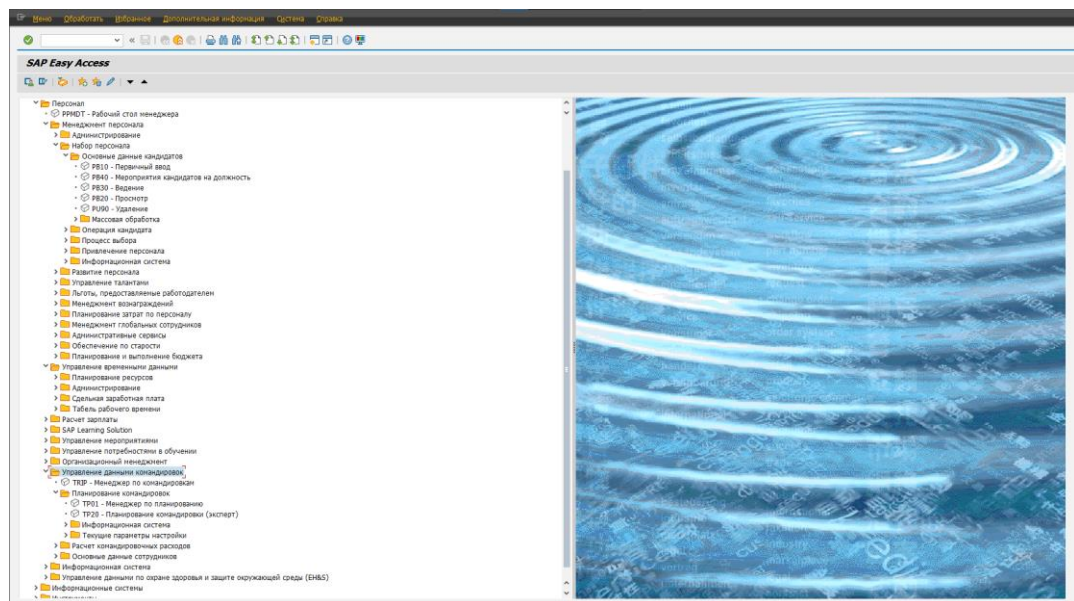 Меню Обработать Избранное Дополнительная информация Система Справка
SAP Easy Access
Персонал
PPMDT - Рабочий стол менеджера
Менеджмент персонала
Администрирование
Набор персонала
Основные данные кандидатов
PB10 - Первичный ввод
PB40 - Мероприятия кандидатов на должность
PB30 - Ведение
PB20 - Просмотр
PU90 - Удаление
Массовая обработка
Операция кандидата
Процесс выбора
Привлечение персонала
Информационная система
Развитие персонала
Управление талантами
Льготы, предоставляемые работодателем
Менеджмент вознаграждений
Планирование затрат по персоналу
Менеджмент глобальных сотрудников
Административные сервисы
Обеспечение по старости
Планирование и выполнение бюджета
Управление временными данными
Планирование ресурсов
Администрирование
Сдельная заработная плата
Табель рабочего времени
Расчет зарплаты
SAP Learning Solution
Управление мероприятиями
Управление потребностями в обучении
Организационный менеджмент
Управление данными командировок
TRIP - Менеджер по командировкам
Планирование командировок
TP01 - Менеджер по планированию
TP20 - Планирование командировки (эксперт)
Информационная система
Текущие параметры настройки
Расчет командировочных расходов
Основные данные сотрудников
Информационная система
Управление данными по охране здоровья и защите окружающей среды (EH&S)
Информационные системы
Инструменты